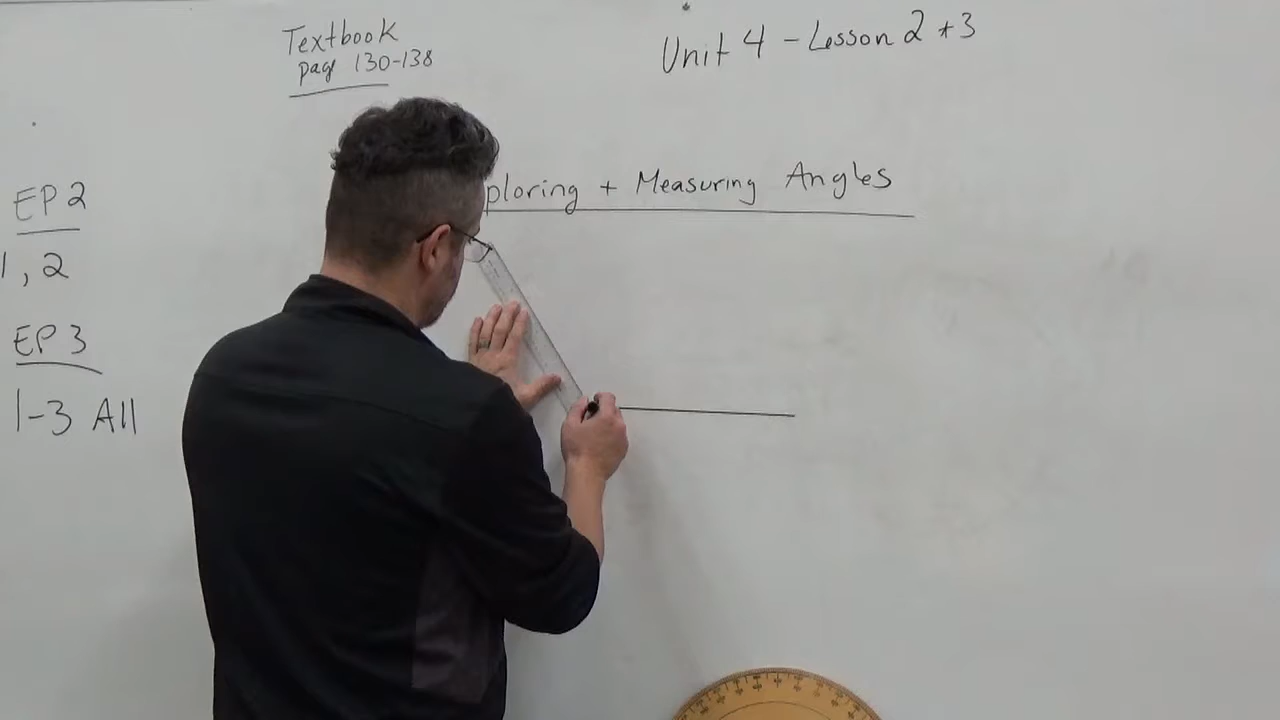 Textbook
page 130-138
Unit 4 - Lesson 2 + 3
ploring + Measuring Angles
EP 2
1, 2
EP 3
1-3 All